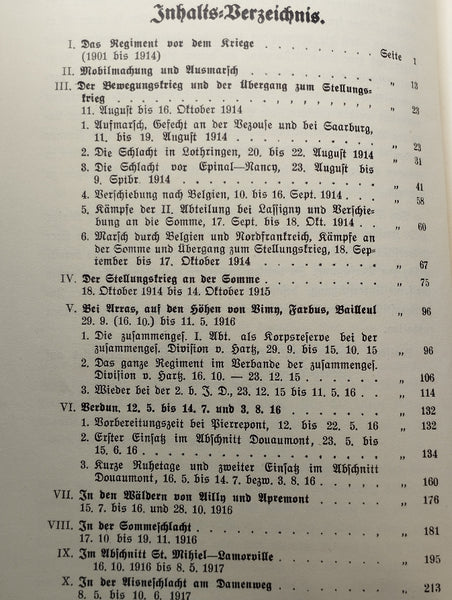 Inhalts-Verzeichnis.
I. Das Regiment vor dem Kriege . . . . . . . . . Seite 1
(1901 bis 1914)
II. Mobilmachung und Ausmarsch . . . . . . . . . „ 13
III. Der Bewegungskrieg und der Übergang zum Stellungs-
krieg . . . . . . . . . . . . „ 23
11. August bis 16. Oktober 1914
1. Aufmarsch, Gefecht an der Vezouse und bei Saarburg,
11. bis 19. August 1914 . . . . . . . . „ 23
2. Die Schlacht in Lothringen, 20. bis 22. August 1914 „ 31
3. Die Schlacht vor Epinal—Nancy, 23. August bis
9. Sptbr. 1914 . . . . . . . . . . „ 41
4. Verschiebung nach Belgien, 10. bis 16. Sept. 1914 . „ 58
5. Kämpfe der II. Abteilung bei Lassigny und Verschie-
bung an die Somme, 17. Sept. bis 18. Okt. 1914 . . „ 60
6. Marsch durch Belgien und Nordfrankreich, Kämpfe an
der Somme und Übergang zum Stellungskrieg, 18. Sep-
tember bis 17. Oktober 1914 . . . . . . . „ 67
IV. Der Stellungskrieg an der Somme . . . . . . . „ 75
18. Oktober 1914 bis 14. Oktober 1915
V. Bei Arras, auf den Höhen von Vimy, Farbus, Bailleul „ 96
29. 9. (16. 10.) bis 11. 5. 1916
1. Die zusammenges. I. Abt. als Korpsreserve bei der
zusammenges. Division v. Hartz, 29. 9. bis 15. 10. 15 „ 96
2. Das ganze Regiment im Verbande der zusammenges.
Division v. Hartz. 16. 10. — 23. 12. 15 . . . . . „ 106
3. Wieder bei der 2. b. J. D., 23. 12. 15 bis 11. 5. 16 . „ 114
VI. Verdun. 12. 5. bis 14. 7. und 3. 8. 16 . . . . . . „ 132
1. Vorbereitungszeit bei Pierrepont, 12. bis 22. 5. 16 „ 132
2. Erster Einsatz im Abschnitt Douaumont, 23. 5. bis
15. 6. 16 . . . . . . . . . . . . „ 134
3. Kurze Ruhetage und zweiter Einsatz im Abschnitt
Douaumont, 16. 5. bis 14. 7. bezw. 3. 8. 16 . . . . „ 160
VII. In den Wäldern von Ailly und Apremont . . . . . „ 176
15. 7. bis 16. und 28. 10. 1916
VIII. In der Sommeschlacht . . . . . . . . . . „ 181
17. 10 bis 19. 11. 1916
IX. Im Abschnitt St. Mihiel—Lamorville . . . . . . „ 195
16. 10. 1916 bis 8. 5. 1917
X. In der Aisneschlacht am Damenweg . . . . . . „ 213
8. 5. bis 10. 6. 1917